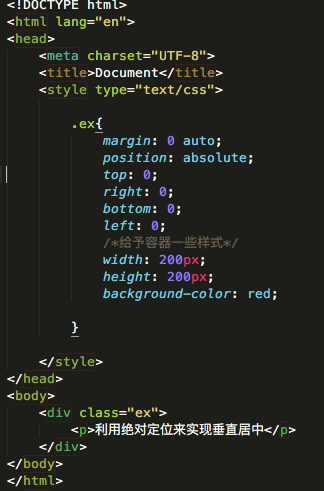 <!DOCTYPE html>
<html lang="en">
<head>
    <meta charset="UTF-8">
    <title>Document</title>
    <style type="text/css">
        .ex{
            margin: 0 auto;
            position: absolute;
            top: 0;
            right: 0;
            bottom: 0;
            left: 0;
            /*给予容器一些样式*/
            width: 200px;
            height: 200px;
            background-color: red;
        }
    </style>
</head>
<body>
    <div class="ex">
        <p>利用绝对定位来实现垂直居中</p>
    </div>
</body>
</html>